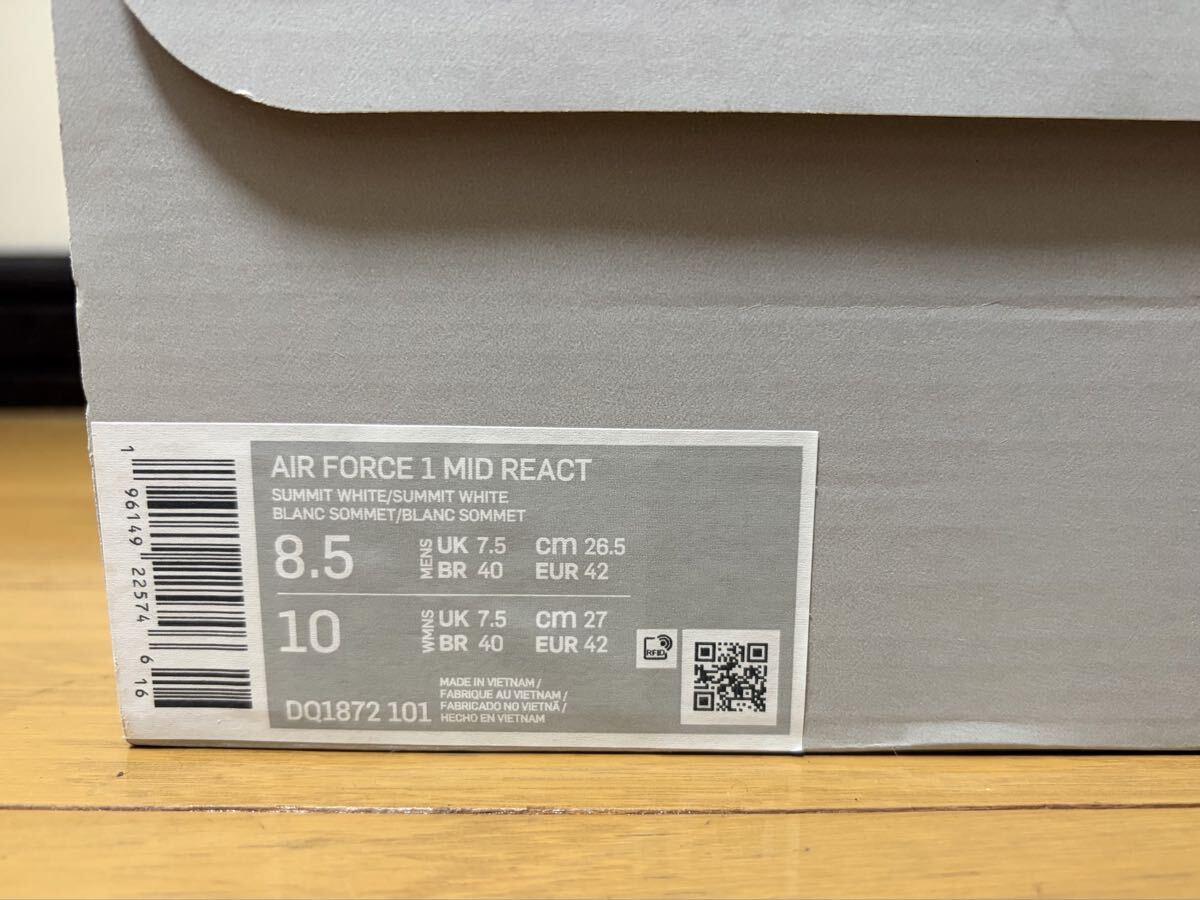 1 96149 22574 6 16
AIR FORCE 1 MID REACT
SUMMIT WHITE/SUMMIT WHITE
BLANC SOMMET/BLANC SOMMET
8.5 MENS UK 7.5 cm 26.5
BR 40 EUR 42
10 WMNS UK 7.5 cm 27
BR 40 EUR 42
RFID
DQ1872 101
MADE IN VIETNAM /
FABRIQUE AU VIETNAM /
FABRICADO NO VIETNÃ /
HECHO EN VIETNAM